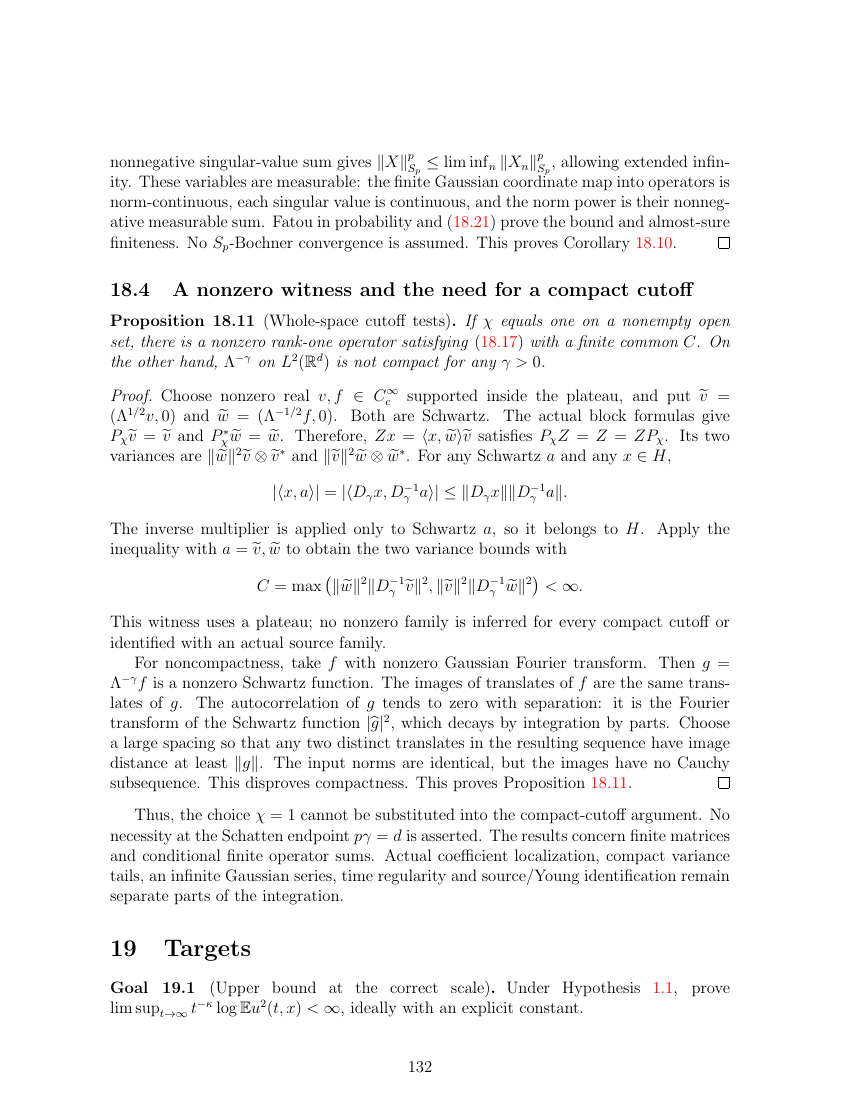 nonnegative singular-value sum gives ‖X‖^p_{S_p} ≤ lim inf_n ‖X_n‖^p_{S_p}, allowing extended infin-
ity. These variables are measurable: the finite Gaussian coordinate map into operators is
norm-continuous, each singular value is continuous, and the norm power is their nonneg-
ative measurable sum. Fatou in probability and (18.21) prove the bound and almost-sure
finiteness. No S_p-Bochner convergence is assumed. This proves Corollary 18.10. □
18.4 A nonzero witness and the need for a compact cutoff
Proposition 18.11 (Whole-space cutoff tests). If χ equals one on a nonempty open
set, there is a nonzero rank-one operator satisfying (18.17) with a finite common C. On
the other hand, Λ^{−γ} on L²(ℝ^d) is not compact for any γ > 0.
Proof. Choose nonzero real v, f ∈ C_c^∞ supported inside the plateau, and put ṽ =
(Λ^{1/2}v, 0) and w̃ = (Λ^{−1/2}f, 0). Both are Schwartz. The actual block formulas give
P_χṽ = ṽ and P_χ^*w̃ = w̃. Therefore, Zx = ⟨x, w̃⟩ṽ satisfies P_χZ = Z = ZP_χ. Its two
variances are ‖w̃‖²ṽ ⊗ ṽ* and ‖ṽ‖²w̃ ⊗ w̃*. For any Schwartz a and any x ∈ H,
|⟨x, a⟩| = |⟨D_γx, D_γ^{−1}a⟩| ≤ ‖D_γx‖‖D_γ^{−1}a‖.
The inverse multiplier is applied only to Schwartz a, so it belongs to H. Apply the
inequality with a = ṽ, w̃ to obtain the two variance bounds with
C = max (‖w̃‖²‖D_γ^{−1}ṽ‖², ‖ṽ‖²‖D_γ^{−1}w̃‖²) < ∞.
This witness uses a plateau; no nonzero family is inferred for every compact cutoff or
identified with an actual source family.
For noncompactness, take f with nonzero Gaussian Fourier transform. Then g =
Λ^{−γ}f is a nonzero Schwartz function. The images of translates of f are the same trans-
lates of g. The autocorrelation of g tends to zero with separation: it is the Fourier
transform of the Schwartz function |ĝ|², which decays by integration by parts. Choose
a large spacing so that any two distinct translates in the resulting sequence have image
distance at least ‖g‖. The input norms are identical, but the images have no Cauchy
subsequence. This disproves compactness. This proves Proposition 18.11. □
Thus, the choice χ = 1 cannot be substituted into the compact-cutoff argument. No
necessity at the Schatten endpoint pγ = d is asserted. The results concern finite matrices
and conditional finite operator sums. Actual coefficient localization, compact variance
tails, an infinite Gaussian series, time regularity and source/Young identification remain
separate parts of the integration.
19 Targets
Goal 19.1 (Upper bound at the correct scale). Under Hypothesis 1.1, prove
lim sup_{t→∞} t^{−κ} log 𝔼u²(t, x) < ∞, ideally with an explicit constant.
132